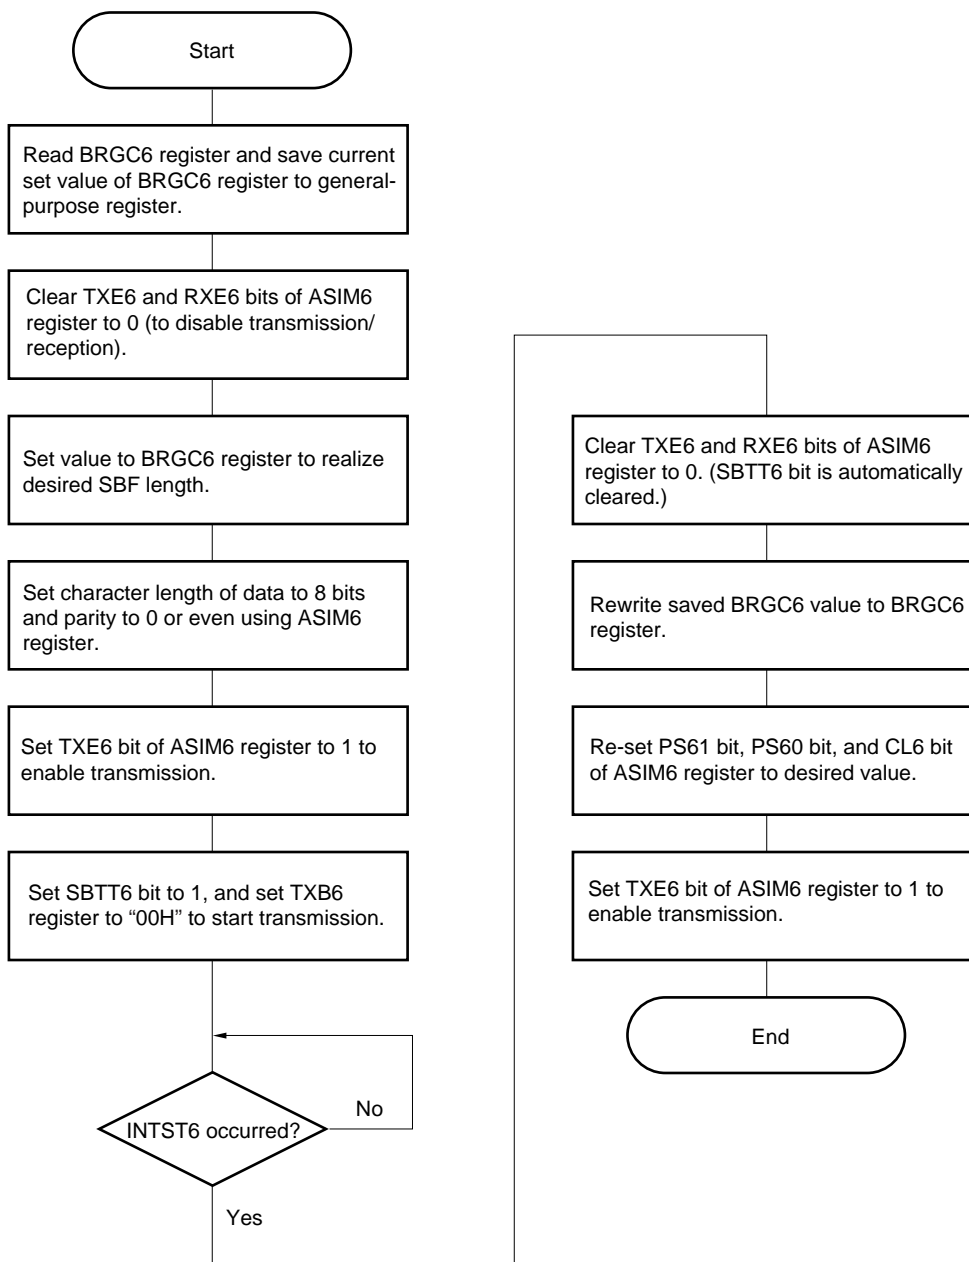 Start
Read BRGC6 register and save current
set value of BRGC6 register to general-
purpose register.
Clear TXE6 and RXE6 bits of ASIM6
register to 0 (to disable transmission/
reception).
Set value to BRGC6 register to realize
desired SBF length.
Set character length of data to 8 bits
and parity to 0 or even using ASIM6
register.
Set TXE6 bit of ASIM6 register to 1 to
enable transmission.
Set SBTT6 bit to 1, and set TXB6
register to “00H” to start transmission.
INTST6 occurred?
No
Yes
Clear TXE6 and RXE6 bits of ASIM6
register to 0. (SBTT6 bit is automatically
cleared.)
Rewrite saved BRGC6 value to BRGC6
register.
Re-set PS61 bit, PS60 bit, and CL6 bit
of ASIM6 register to desired value.
Set TXE6 bit of ASIM6 register to 1 to
enable transmission.
End